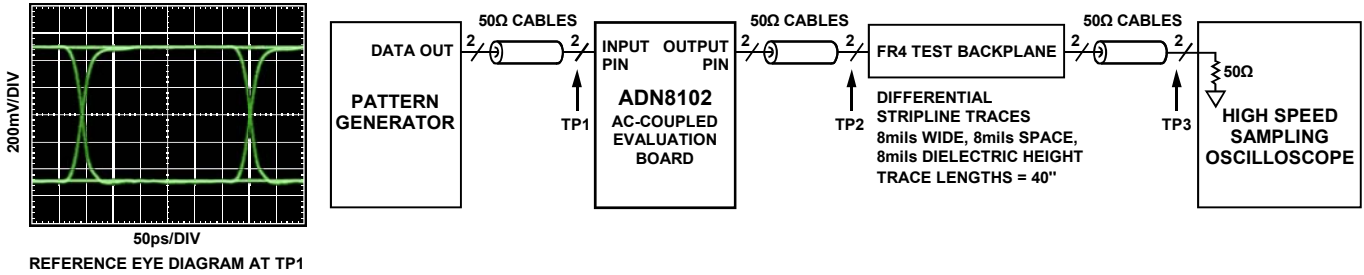 200mV/DIV
50ps/DIV
REFERENCE EYE DIAGRAM AT TP1
DATA OUT
PATTERN
GENERATOR
50Ω CABLES
2
2
TP1
INPUT OUTPUT
PIN PIN
ADN8102
AC-COUPLED
EVALUATION
BOARD
50Ω CABLES
2
2
TP2
FR4 TEST BACKPLANE
DIFFERENTIAL
STRIPLINE TRACES
8mils WIDE, 8mils SPACE,
8mils DIELECTRIC HEIGHT
TRACE LENGTHS = 40"
50Ω CABLES
2
2
TP3
50Ω
HIGH SPEED
SAMPLING
OSCILLOSCOPE